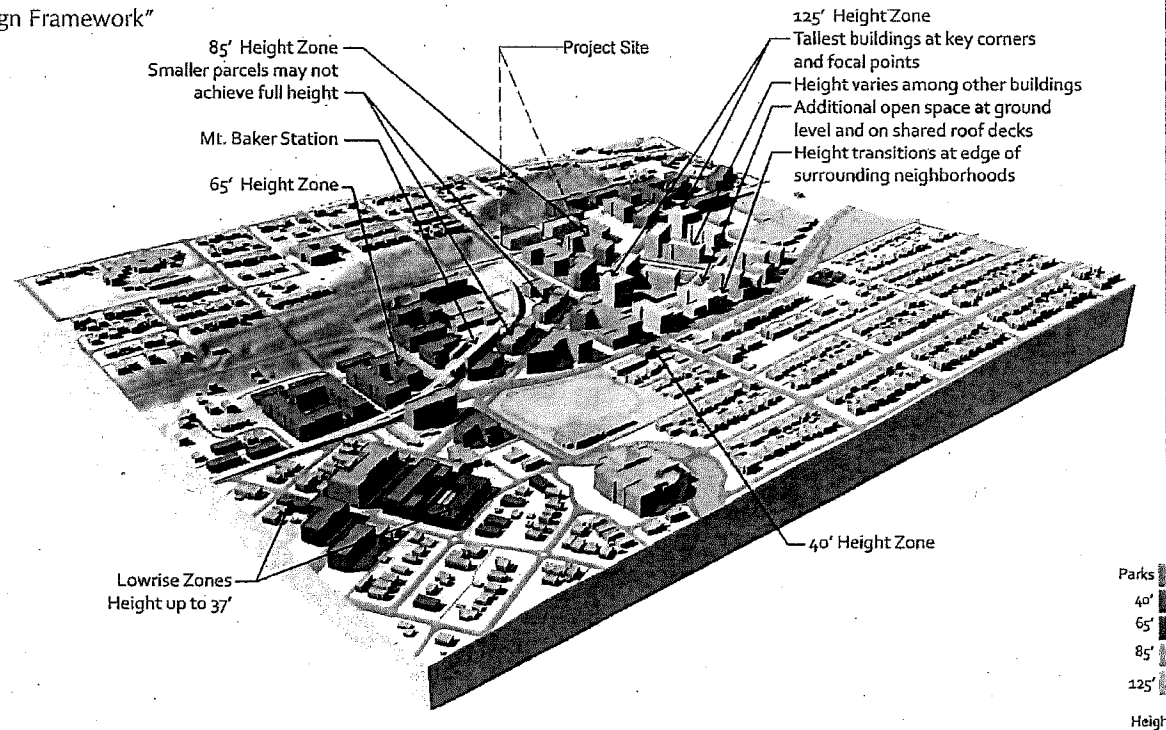 gn Framework"
85' Height Zone
Smaller parcels may not
achieve full height
Mt. Baker Station
65' Height Zone
Project Site
125' Height Zone
Tallest buildings at key corners
and focal points
Height varies among other buildings
Additional open space at ground
level and on shared roof decks
Height transitions at edge of
surrounding neighborhoods
40' Height Zone
Lowrise Zones
Height up to 37'
Parks
40'
65'
85'
125'
Heigh